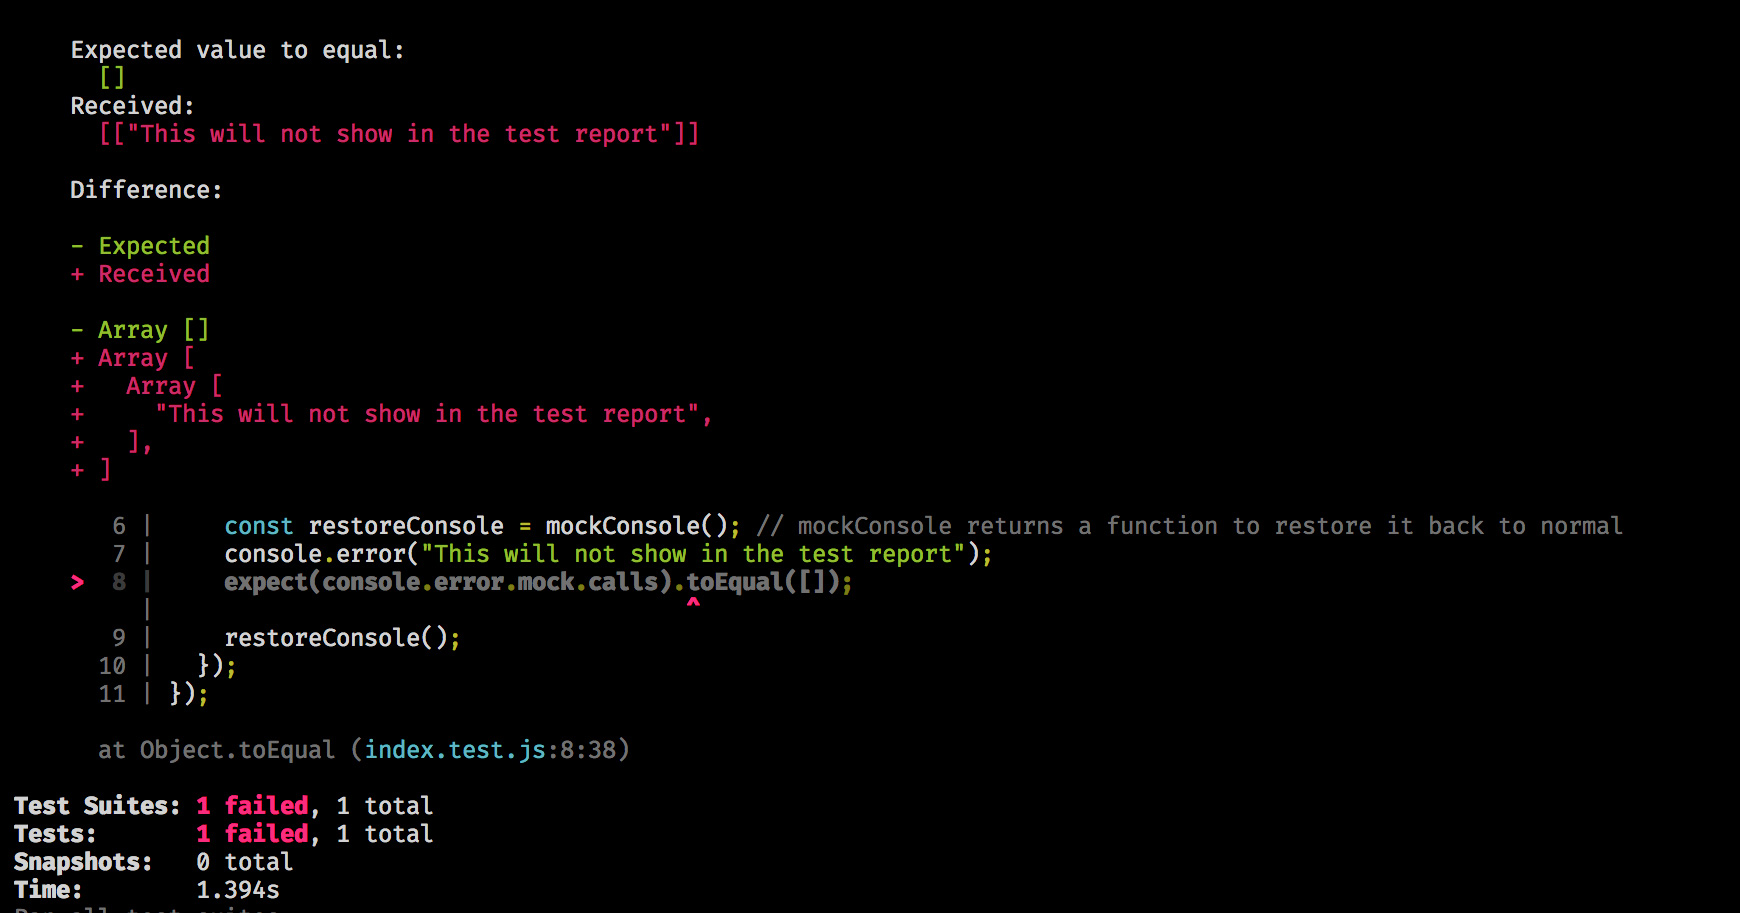 Expected value to equal:
  []
Received:
  [["This will not show in the test report"]]
Difference:
- Expected
+ Received
- Array []
+ Array [
+   Array [
+     "This will not show in the test report",
+   ],
+ ]
   6 |     const restoreConsole = mockConsole(); // mockConsole returns a function to restore it back to normal
   7 |     console.error("This will not show in the test report");
>  8 |     expect(console.error.mock.calls).toEqual([]);
     |                                      ^
   9 |     restoreConsole();
  10 |   });
  11 | });
  at Object.toEqual (index.test.js:8:38)
Test Suites: 1 failed, 1 total
Tests:       1 failed, 1 total
Snapshots:   0 total
Time:        1.394s